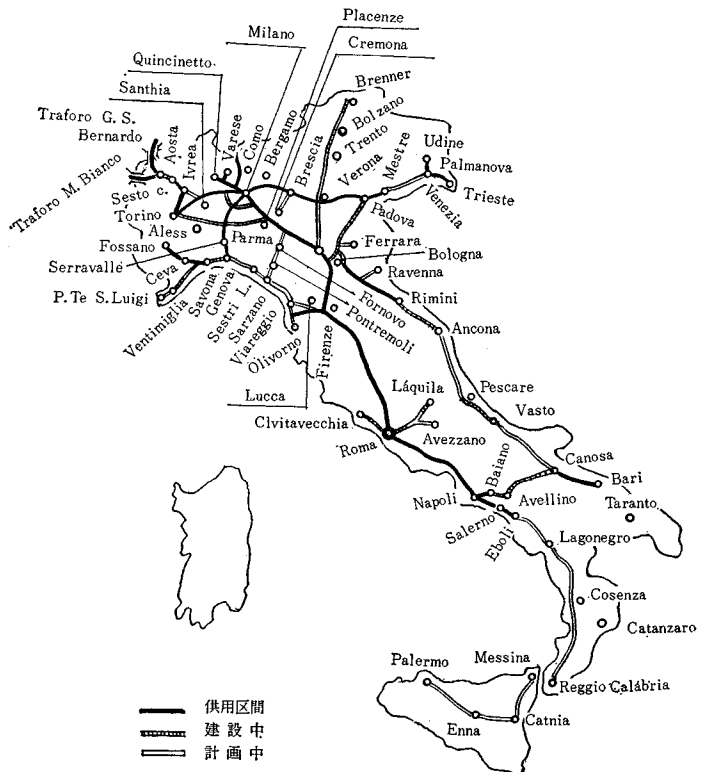 Placenze
Milano
Cremona
Quincinetto
Brenner
Santhia
Bolzano
Traforo G. S.
Bernardo
Aosta
Ivrea
Varese
Como
Bergamo
Brescia
Trento
Verona
Mestre
Udine
Palmanova
Traforo M. Bianco
Sesto c.
Venezia
Trieste
Torino
Padova
Aless
Parma
Ferrara
Fossano
Bologna
Serravalle
Ravenna
Ceva
Fornovo
Rimini
P.Te S.Luigi
Pontremoli
Ventimiglia
Savona
Genova
Sestri L.
Sarzano
Viareggio
Olivorno
Firenze
Ancona
Lucca
Láquila
Pescare
Clvitavecchia
Vasto
Roma
Avezzano
Canosa
Baiano
Bari
Napoli
Avellino
Taranto
Salerno
Eboli
Lagonegro
Cosenza
Catanzaro
Palermo
Messina
Reggio Calábria
Enna
Catnia
供用区間
建設中
計画中